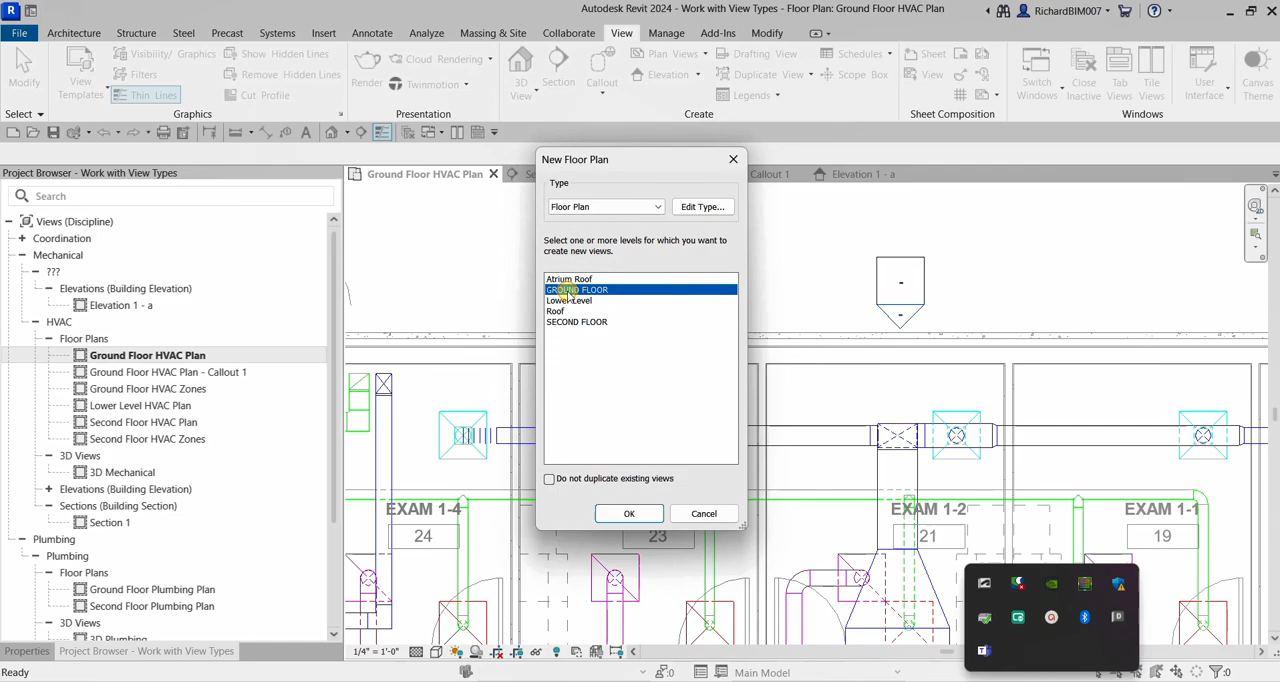 Autodesk Revit 2024 - Work with View Types - Floor Plan: Ground Floor HVAC Plan
RichardBIM007
File Architecture Structure Steel Precast Systems Insert Annotate Analyze Massing & Site Collaborate View Manage Add-Ins Modify
Modify
View Templates
Visibility/ Graphics
Filters
Thin Lines
Show Hidden Lines
Remove Hidden Lines
Cut Profile
Render
Cloud Rendering
Twinmotion
3D View
Section
Callout
Plan Views
Elevation
Drafting View
Duplicate View
Legends
Schedules
Scope Box
Sheet
View
Switch Windows
Close Inactive
Tab Views
Tile Views
User Interface
Canvas Theme
Select Graphics Presentation Create Sheet Composition Windows
Project Browser - Work with View Types
Search
Views (Discipline)
Coordination
Mechanical
???
Elevations (Building Elevation)
Elevation 1 - a
HVAC
Floor Plans
Ground Floor HVAC Plan
Ground Floor HVAC Plan - Callout 1
Ground Floor HVAC Zones
Lower Level HVAC Plan
Second Floor HVAC Plan
Second Floor HVAC Zones
3D Views
3D Mechanical
Elevations (Building Elevation)
Sections (Building Section)
Section 1
Plumbing
Plumbing
Floor Plans
Ground Floor Plumbing Plan
Second Floor Plumbing Plan
3D Views
3D Plumbing
Properties Project Browser - Work with View Types
Ground Floor HVAC Plan
Callout 1
Elevation 1 - a
New Floor Plan
Type
Floor Plan
Edit Type...
Select one or more levels for which you want to
create new views.
Atrium Roof
GROUND FLOOR
Lower Level
Roof
SECOND FLOOR
Do not duplicate existing views
OK Cancel
EXAM 1-4
24
23
EXAM 1-2
21
EXAM 1-1
19
1/4" = 1'-0"
Ready
:0
Main Model
:0